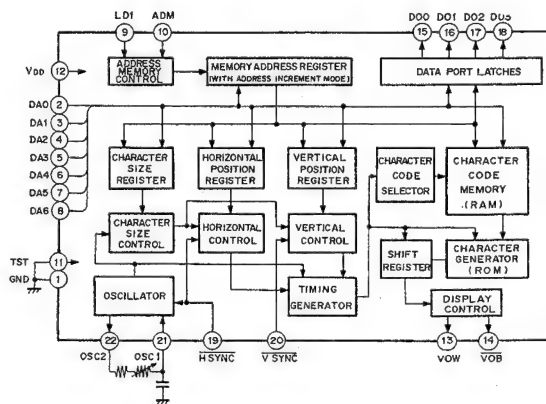 LD1 ADM DO0 DO1 DO2 DO3
9 10 15 16 17 18
VDD 12
ADDRESS MEMORY CONTROL
MEMORY ADDRESS REGISTER
(WITH ADDRESS INCREMENT MODE)
DATA PORT LATCHES
DA0 2
DA1 3
DA2 4
DA3 5
DA4 6
DA5 7
DA6 8
CHARACTER SIZE REGISTER
HORIZONTAL POSITION REGISTER
VERTICAL POSITION REGISTER
CHARACTER CODE SELECTOR
CHARACTER CODE MEMORY (RAM)
CHARACTER SIZE CONTROL
HORIZONTAL CONTROL
VERTICAL CONTROL
SHIFT REGISTER
CHARACTER GENERATOR (ROM)
TST 11
GND 1
OSCILLATOR
TIMING GENERATOR
DISPLAY CONTROL
22 21 19 20 13 14
OSC2 OSC1 HSYNC VSYNC VOW VOB